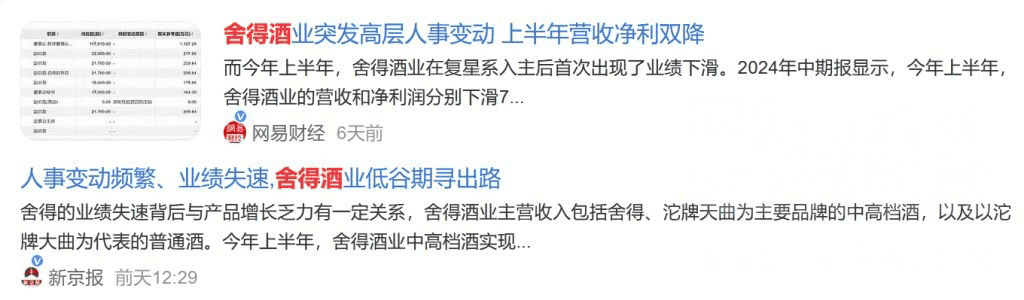 舍得酒业突发高层人事变动 上半年营收净利双降
而今年上半年，舍得酒业在复星系入主后首次出现了业绩下滑。2024年中期报显示，今年上半年，
舍得酒业的营收和净利润分别下滑7...
网易财经 6天前
人事变动频繁、业绩失速,舍得酒业低谷期寻出路
舍得的业绩失速背后与产品增长乏力有一定关系，舍得酒业主营收入包括舍得、沱牌天曲为主要品牌的中高档酒，以及以沱
牌大曲为代表的普通酒。今年上半年，舍得酒业中高档酒实现...
新京报 前天12:29